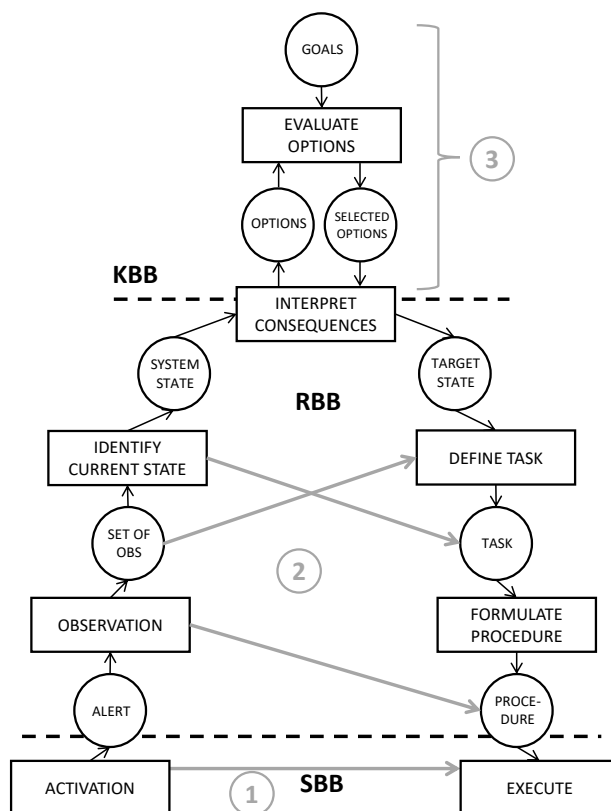 GOALS
EVALUATE
OPTIONS
3
OPTIONS
SELECTED
OPTIONS
KBB
INTERPRET
CONSEQUENCES
SYSTEM
STATE
TARGET
STATE
RBB
IDENTIFY
CURRENT STATE
DEFINE TASK
SET OF
OBS
TASK
2
OBSERVATION
FORMULATE
PROCEDURE
ALERT
PROCE-
DURE
ACTIVATION
1
SBB
EXECUTE